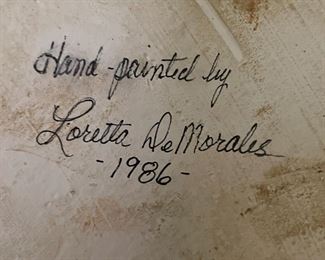 Hand-painted by
Loretta DeMorales
-1986-